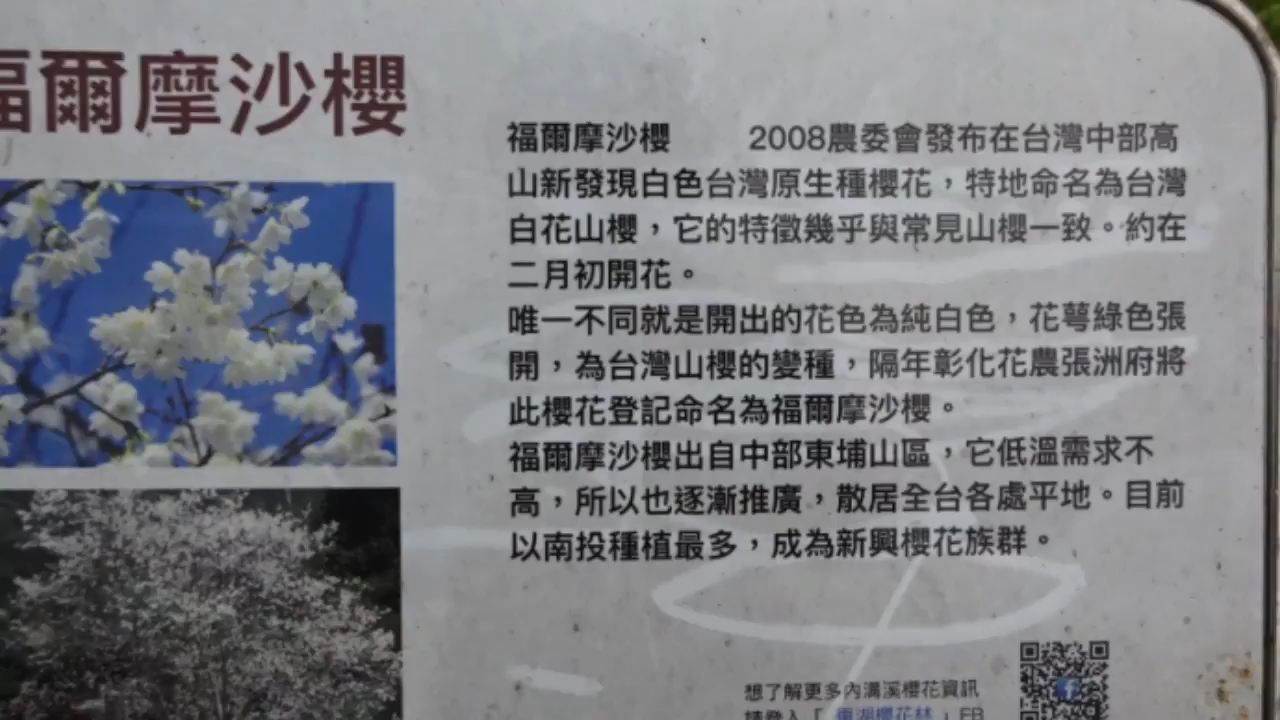 福爾摩沙櫻
福爾摩沙櫻 2008農委會發布在台灣中部高
山新發現白色台灣原生種櫻花，特地命名為台灣
白花山櫻，它的特徵幾乎與常見山櫻一致。約在
二月初開花。
唯一不同就是開出的花色為純白色，花萼綠色張
開，為台灣山櫻的變種，隔年彰化花農張洲府將
此櫻花登記命名為福爾摩沙櫻。
福爾摩沙櫻出自中部東埔山區，它低溫需求不
高，所以也逐漸推廣，散居全台各處平地。目前
以南投種植最多，成為新興櫻花族群。
想了解更多內溝溪櫻花資訊
請登入「東湖櫻花林」FB